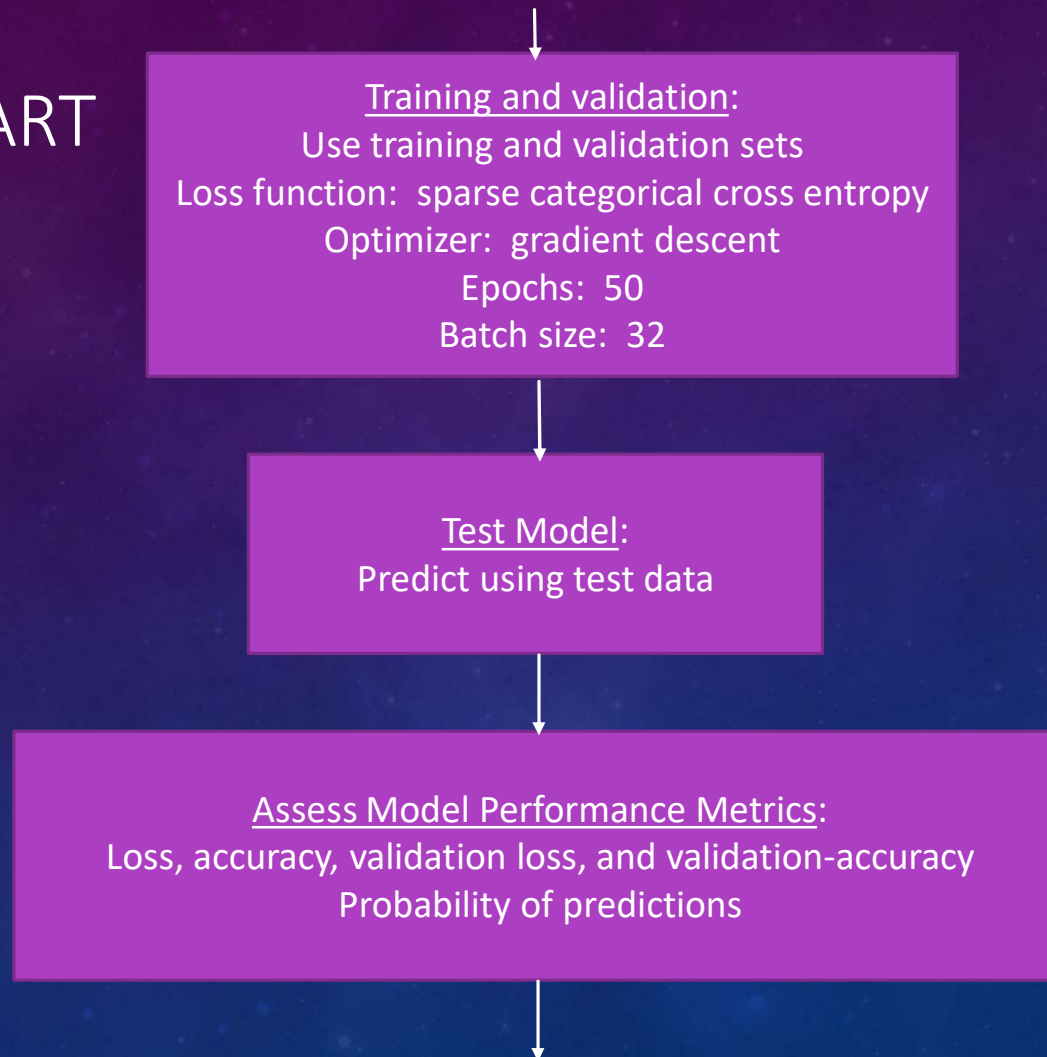 ART
Training and validation:
Use training and validation sets
Loss function:  sparse categorical cross entropy
Optimizer:  gradient descent
Epochs:  50
Batch size:  32
Test Model:
Predict using test data
Assess Model Performance Metrics:
Loss, accuracy, validation loss, and validation-accuracy
Probability of predictions